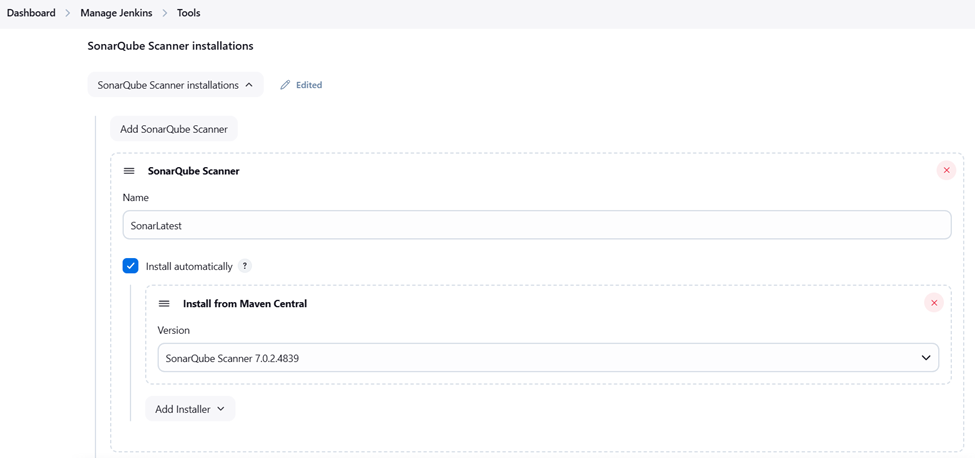 Dashboard > Manage Jenkins > Tools
SonarQube Scanner installations
SonarQube Scanner installations Edited
Add SonarQube Scanner
SonarQube Scanner
Name
SonarLatest
Install automatically ?
Install from Maven Central
Version
SonarQube Scanner 7.0.2.4839
Add Installer